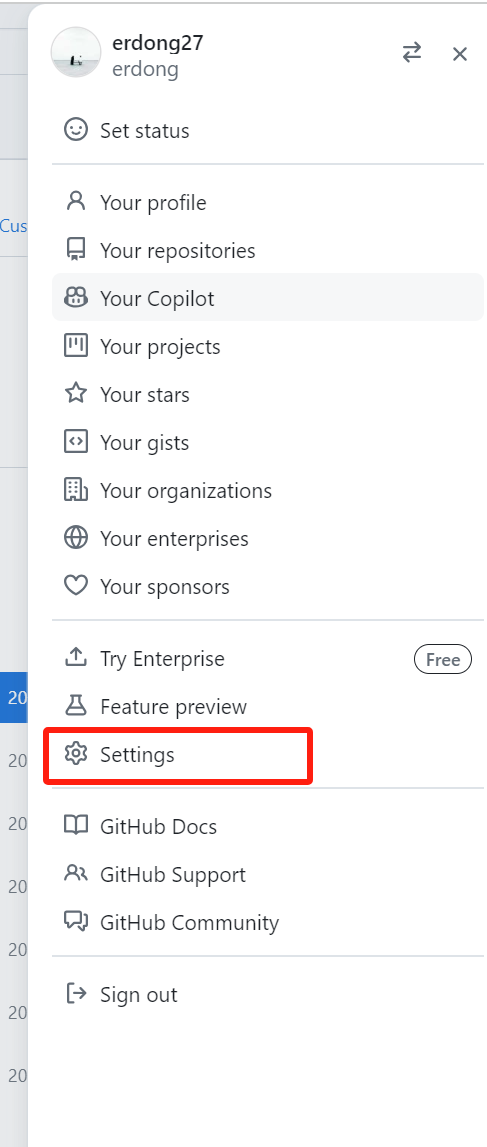 erdong27
erdong
Set status
Your profile
Your repositories
Cus
Your Copilot
Your projects
Your stars
Your gists
Your organizations
Your enterprises
Your sponsors
Try Enterprise
Free
20
Feature preview
Settings
20
GitHub Docs
20
GitHub Support
20
GitHub Community
20
Sign out
20
20